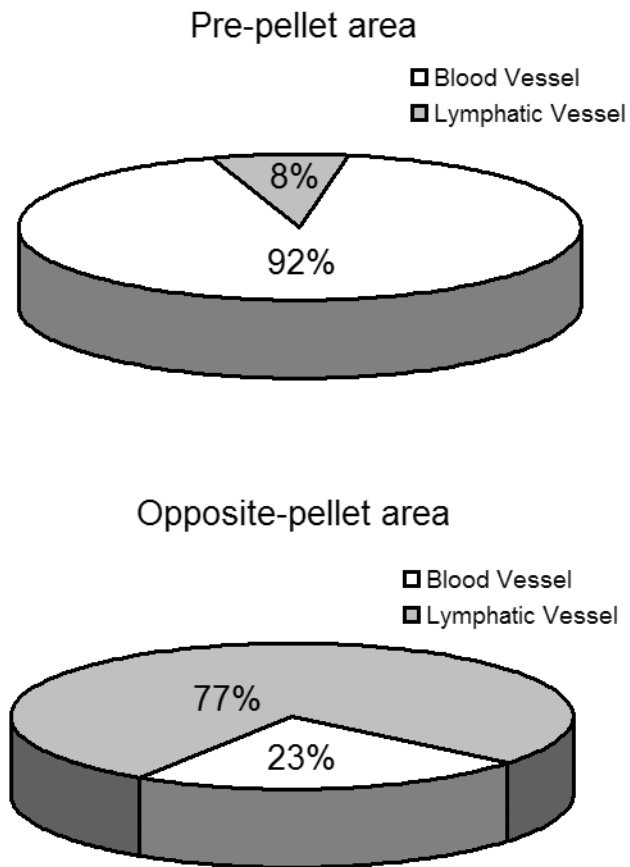 Pre-pellet area
Blood Vessel
Lymphatic Vessel
8%
92%
Opposite-pellet area
Blood Vessel
Lymphatic Vessel
77%
23%